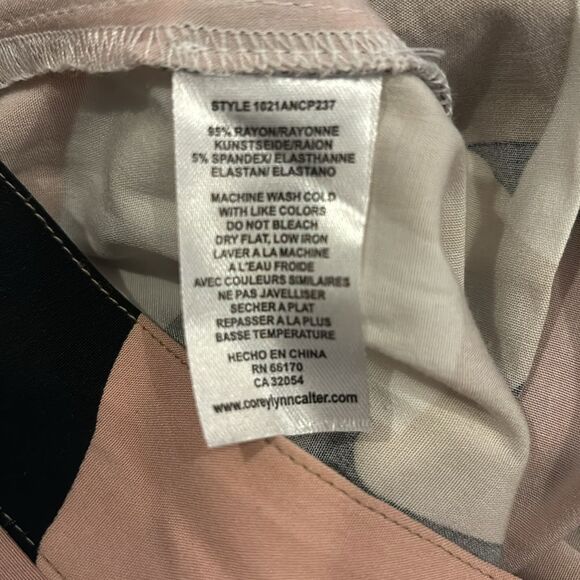 STYLE 1021ANCP237
95% RAYON/RAYONNE
KUNSTSEIDE/RAION
5% SPANDEX/ ELASTHANNE
ELASTAN/ ELASTANO
MACHINE WASH COLD
WITH LIKE COLORS
DO NOT BLEACH
DRY FLAT, LOW IRON
LAVER A LA MACHINE
A L'EAU FROIDE
AVEC COULEURS SIMILAIRES
NE PAS JAVELLISER
SECHER A PLAT
REPASSER A LA PLUS
BASSE TEMPERATURE
HECHO EN CHINA
RN 66170
CA 32054
www.coreylynncalter.com